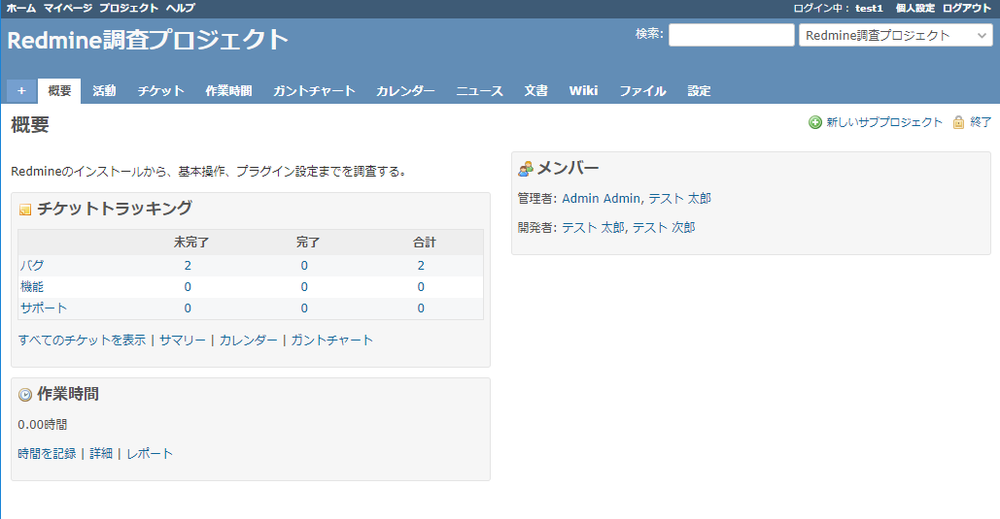 ホーム マイページ プロジェクト ヘルプ ログイン中： test1 個人設定 ログアウト
Redmine調査プロジェクト 検索: Redmine調査プロジェクト
+ 概要 活動 チケット 作業時間 ガントチャート カレンダー ニュース 文書 Wiki ファイル 設定
概要 新しいサブプロジェクト 終了
Redmineのインストールから、基本操作、プラグイン設定までを調査する。
チケットトラッキング
未完了 完了 合計
バグ 2 0 2
機能 0 0 0
サポート 0 0 0
すべてのチケットを表示 | サマリー | カレンダー | ガントチャート
作業時間
0.00時間
時間を記録 | 詳細 | レポート
メンバー
管理者: Admin Admin, テスト 太郎
開発者: テスト 太郎, テスト 次郎